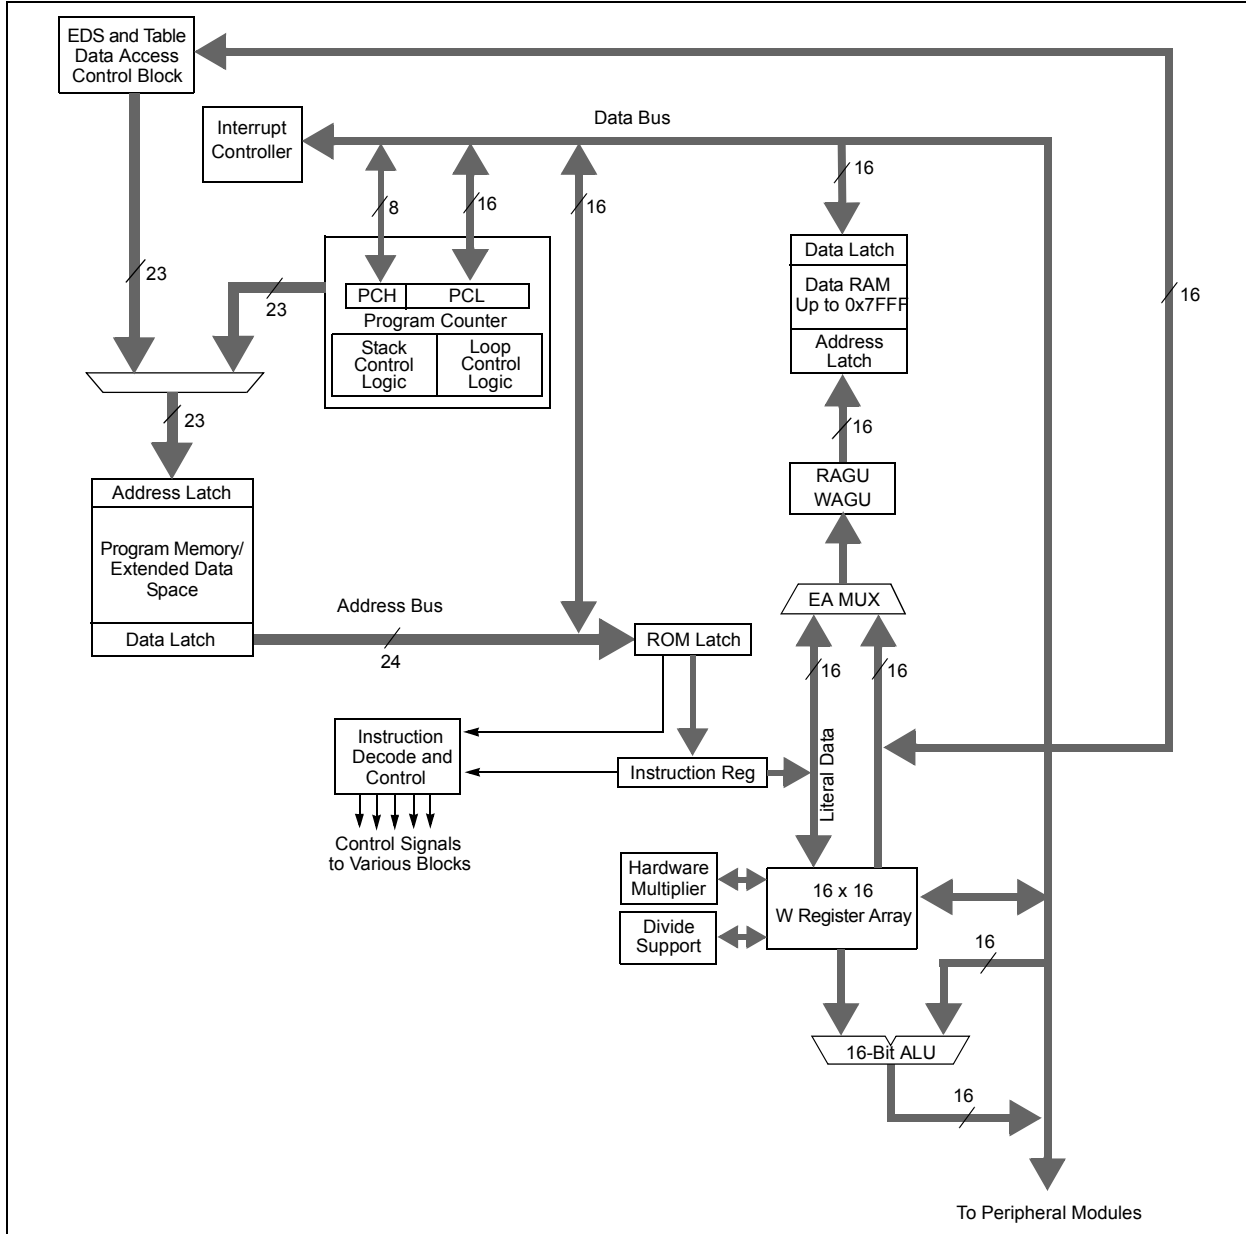 EDS and Table
Data Access
Control Block
Interrupt
Controller
Data Bus
16
8
16
16
23
23
16
PCH
PCL
Program Counter
Stack
Control
Logic
Loop
Control
Logic
Data Latch
Data RAM
Up to 0x7FFF
Address
Latch
23
16
RAGU
WAGU
Address Latch
Program Memory/
Extended Data
Space
Data Latch
Address Bus
24
EA MUX
ROM Latch
16
16
Instruction
Decode and
Control
Instruction Reg
Literal Data
Control Signals
to Various Blocks
Hardware
Multiplier
16 x 16
W Register Array
Divide
Support
16
16-Bit ALU
16
To Peripheral Modules